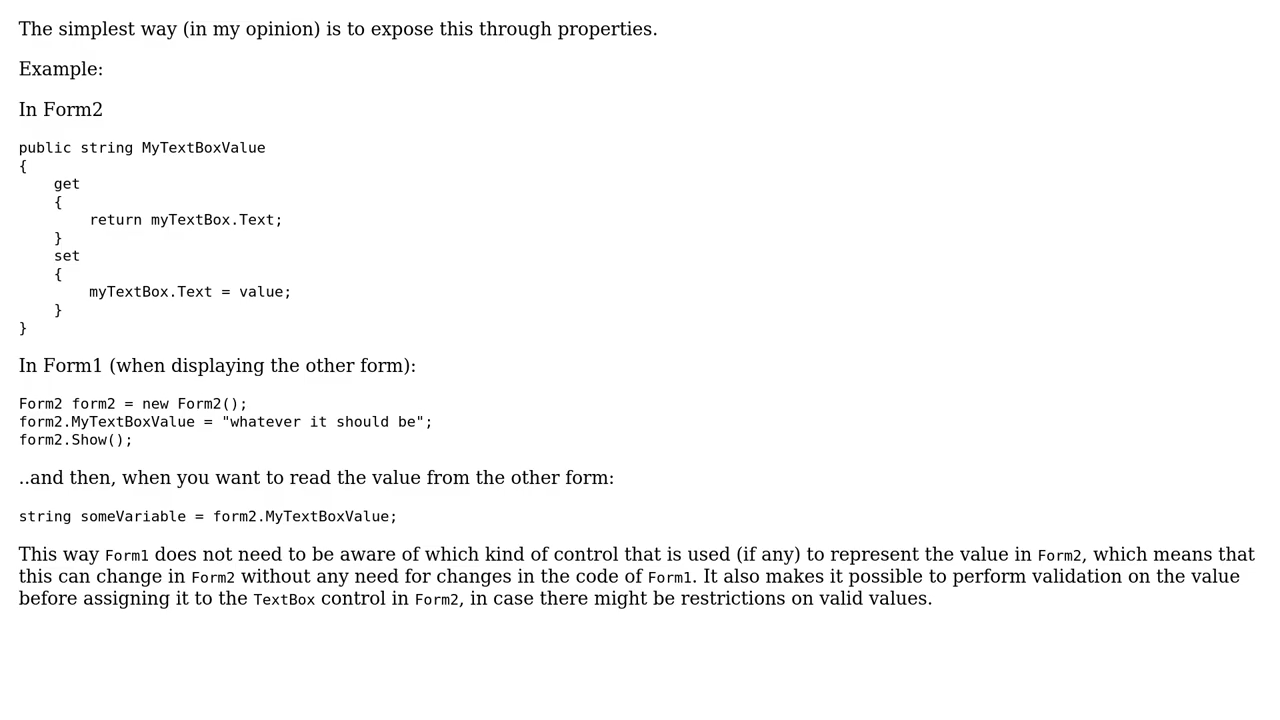 The simplest way (in my opinion) is to expose this through properties.
Example:
In Form2
public string MyTextBoxValue
{
    get
    {
        return myTextBox.Text;
    }
    set
    {
        myTextBox.Text = value;
    }
}
In Form1 (when displaying the other form):
Form2 form2 = new Form2();
form2.MyTextBoxValue = "whatever it should be";
form2.Show();
..and then, when you want to read the value from the other form:
string someVariable = form2.MyTextBoxValue;
This way Form1 does not need to be aware of which kind of control that is used (if any) to represent the value in Form2, which means that
this can change in Form2 without any need for changes in the code of Form1. It also makes it possible to perform validation on the value
before assigning it to the TextBox control in Form2, in case there might be restrictions on valid values.